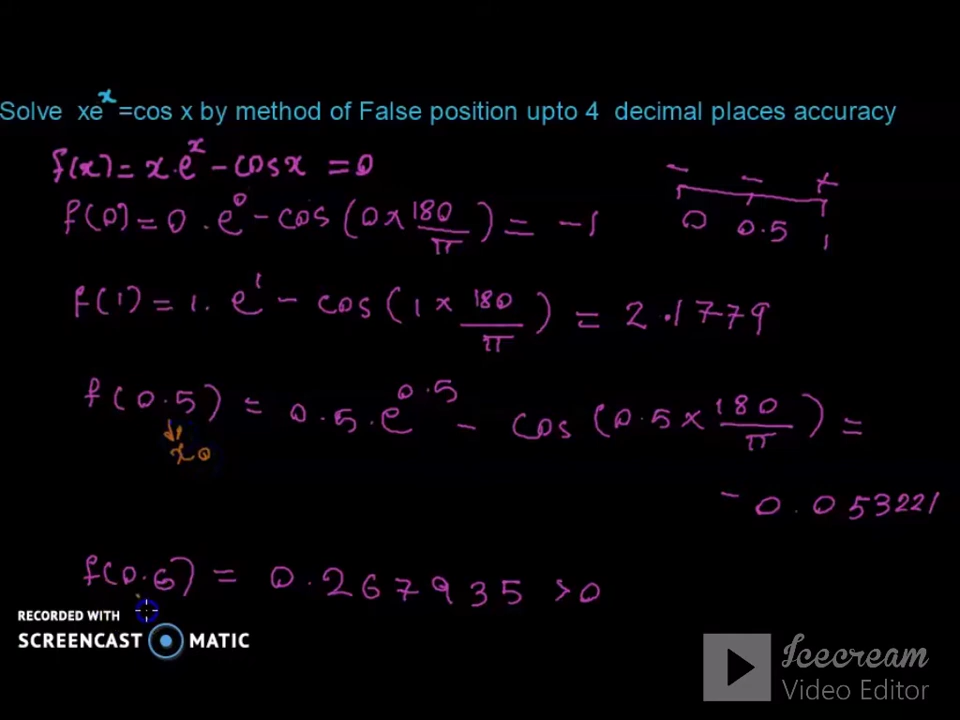 Solve xe^x =cos x by method of False position upto 4 decimal places accuracy
f(x) = x.e^x - cosx = 0
- - +
f(0) = 0 . e^0 - cos (0 x 180/π) = -1
0 0.5 1
f(1) = 1. e^1 - cos (1 x 180/π) = 2.1779
f(0.5) = 0.5.e^0.5 - cos (0.5 x 180/π) =
x0
-0.053221
f(0.6) = 0.267935 >0
RECORDED WITH
SCREENCAST MATIC
Icecream
Video Editor